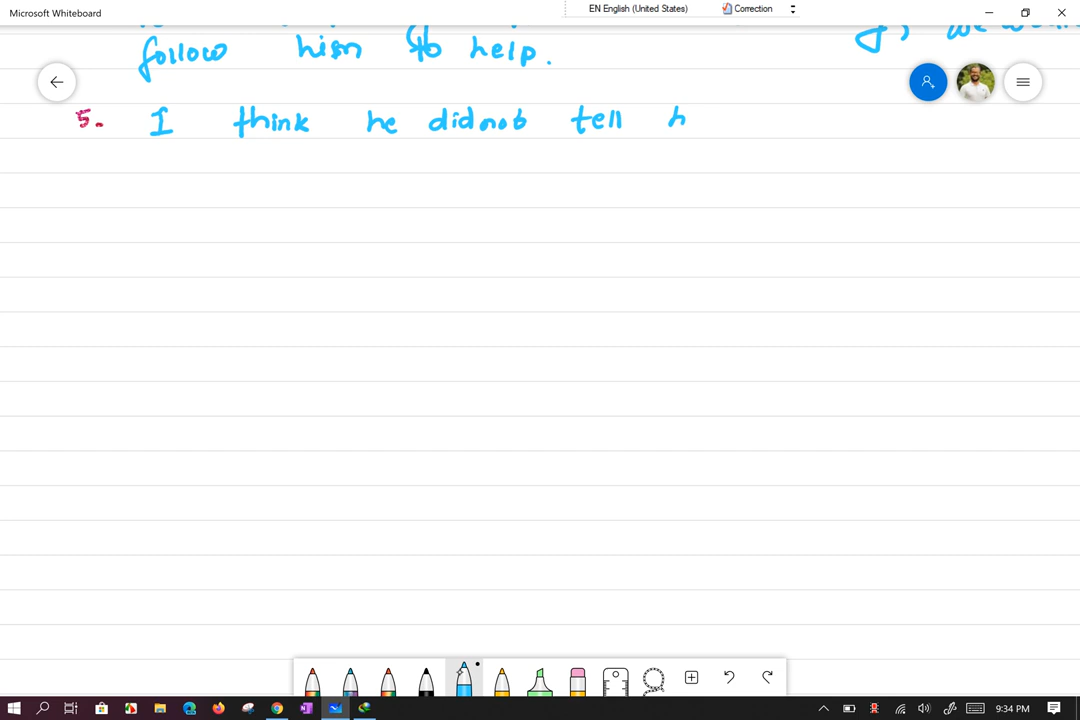 Microsoft Whiteboard
EN English (United States) Correction
follow him to help.
5. I think he didnot tell h
9:34 PM